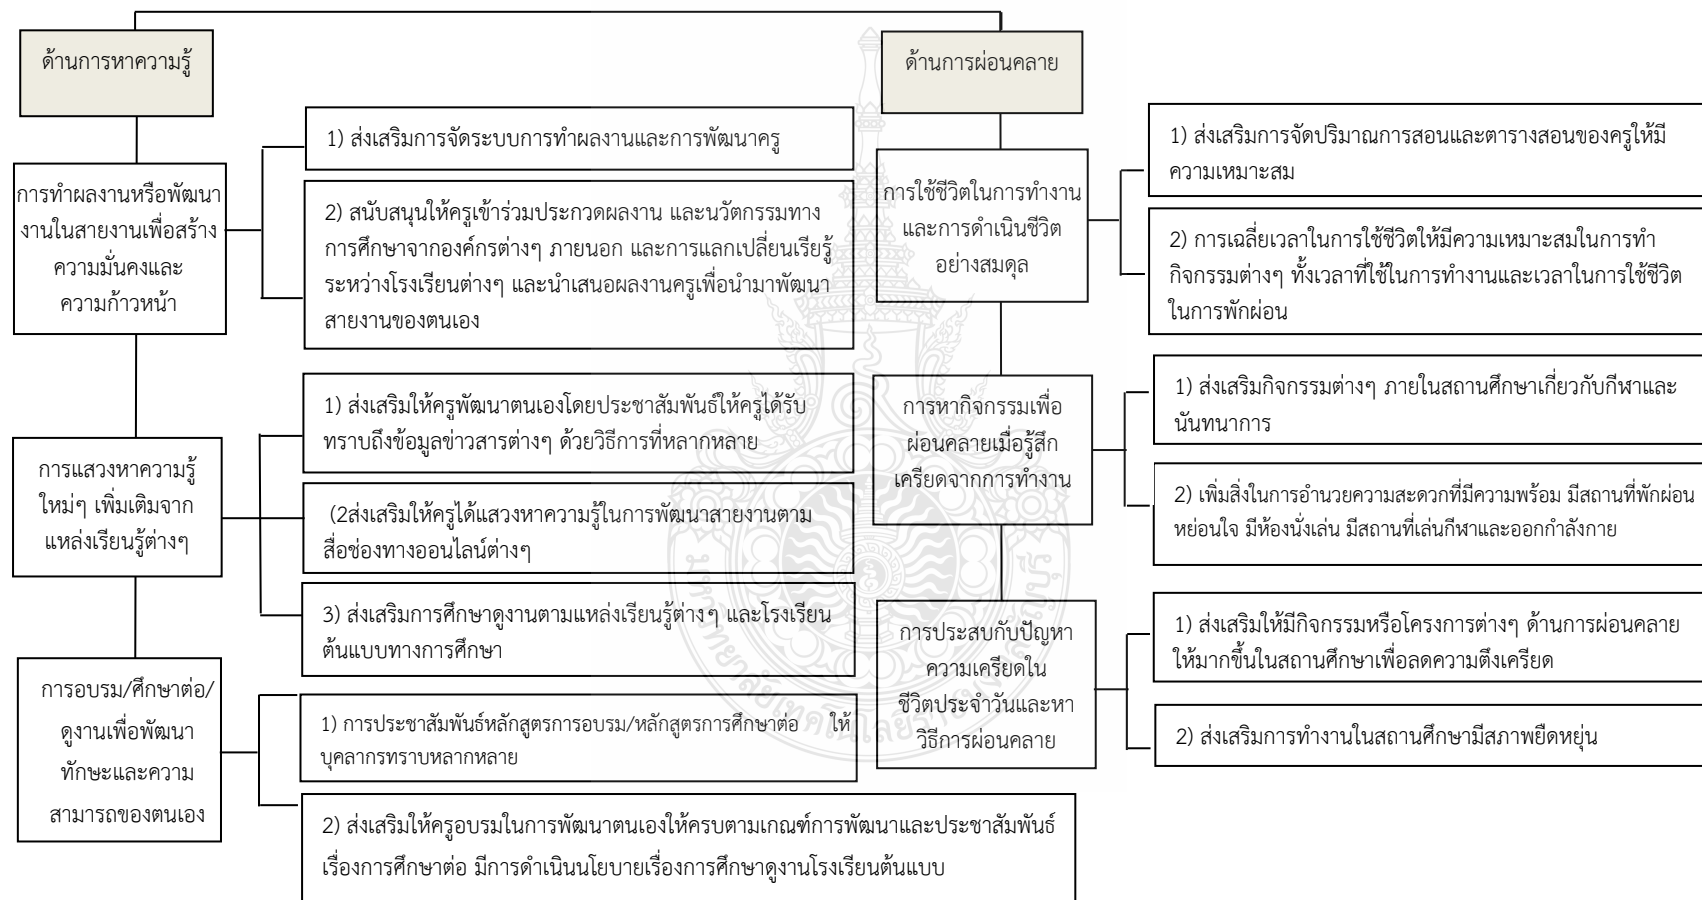 ด้านการหาความรู้
การทำผลงานหรือพัฒนา
งานในสายงานเพื่อสร้าง
ความมั่นคงและ
ความก้าวหน้า
1) ส่งเสริมการจัดระบบการทำผลงานและการพัฒนาครู
2) สนับสนุนให้ครูเข้าร่วมประกวดผลงาน และนวัตกรรมทาง
การศึกษาจากองค์กรต่างๆ ภายนอก และการแลกเปลี่ยนเรียรู้
ระหว่างโรงเรียนต่างๆ และนำเสนอผลงานครูเพื่อนำมาพัฒนา
สายงานของตนเอง
การแสวงหาความรู้
ใหม่ๆ เพิ่มเติมจาก
แหล่งเรียนรู้ต่างๆ
1) ส่งเสริมให้ครูพัฒนาตนเองโดยประชาสัมพันธ์ให้ครูได้รับ
ทราบถึงข้อมูลข่าวสารต่างๆ ด้วยวิธีการที่หลากหลาย
(2ส่งเสริมให้ครูได้แสวงหาความรู้ในการพัฒนาสายงานตาม
สื่อช่องทางออนไลน์ต่างๆ
3) ส่งเสริมการศึกษาดูงานตามแหล่งเรียนรู้ต่างๆ และโรงเรียน
ต้นแบบทางการศึกษา
การอบรม/ศึกษาต่อ/
ดูงานเพื่อพัฒนา
ทักษะและความ
สามารถของตนเอง
1) การประชาสัมพันธ์หลักสูตรการอบรม/หลักสูตรการศึกษาต่อ ให้
บุคลากรทราบหลากหลาย
2) ส่งเสริมให้ครูอบรมในการพัฒนาตนเองให้ครบตามเกณฑ์การพัฒนาและประชาสัมพันธ์
เรื่องการศึกษาต่อ มีการดำเนินนโยบายเรื่องการศึกษาดูงานโรงเรียนต้นแบบ
ด้านการผ่อนคลาย
การใช้ชีวิตในการทำงาน
และการดำเนินชีวิต
อย่างสมดุล
1) ส่งเสริมการจัดปริมาณการสอนและตารางสอนของครูให้มี
ความเหมาะสม
2) การเฉลี่ยเวลาในการใช้ชีวิตให้มีความเหมาะสมในการทำ
กิจกรรมต่างๆ ทั้งเวลาที่ใช้ในการทำงานและเวลาในการใช้ชีวิต
ในการพักผ่อน
การหากิจกรรมเพื่อ
ผ่อนคลายเมื่อรู้สึก
เครียดจากการทำงาน
1) ส่งเสริมกิจกรรมต่างๆ ภายในสถานศึกษาเกี่ยวกับกีฬาและ
นันทนาการ
2) เพิ่มสิ่งในการอำนวยความสะดวกที่มีความพร้อม มีสถานที่พักผ่อน
หย่อนใจ มีห้องนั่งเล่น มีสถานที่เล่นกีฬาและออกกำลังกาย
การประสบกับปัญหา
ความเครียดใน
ชีวิตประจำวันและหา
วิธีการผ่อนคลาย
1) ส่งเสริมให้มีกิจกรรมหรือโครงการต่างๆ ด้านการผ่อนคลาย
ให้มากขึ้นในสถานศึกษาเพื่อลดความตึงเครียด
2) ส่งเสริมการทำงานในสถานศึกษามีสภาพยืดหยุ่น
มหาวิทยาลัยเทคโนโลยีราชมงคลธัญบุรี